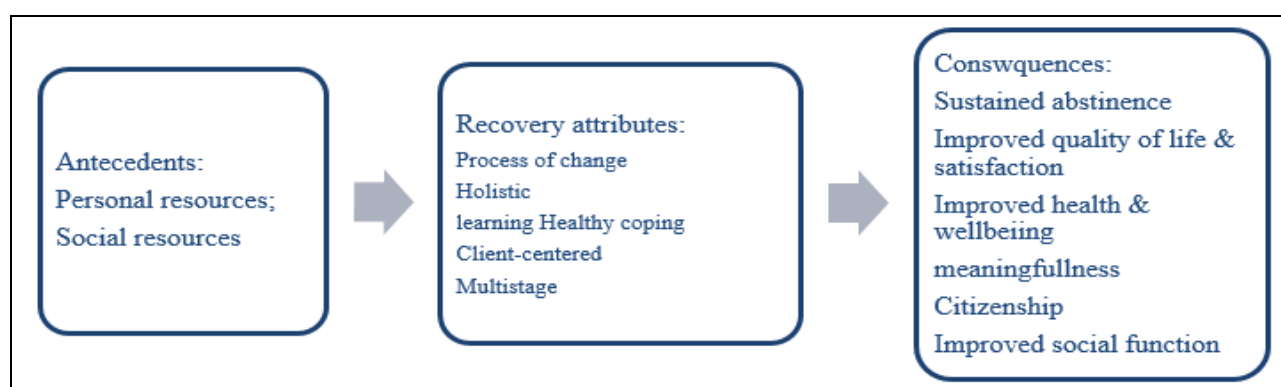 Antecedents:
Personal resources;
Social resources
Recovery attributes:
Process of change
Holistic
learning Healthy coping
Client-centered
Multistage
Conswquences:
Sustained abstinence
Improved quality of life &
satisfaction
Improved health &
wellbeiing
meaningfullness
Citizenship
Improved social function